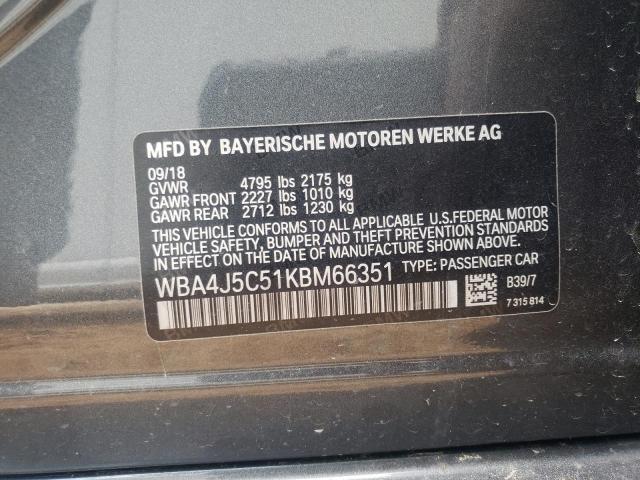 MFD BY BAYERISCHE MOTOREN WERKE AG
09/18
GVWR 4795 lbs 2175 kg
GAWR FRONT 2227 lbs 1010 kg
GAWR REAR 2712 lbs 1230 kg
THIS VEHICLE CONFORMS TO ALL APPLICABLE U.S.FEDERAL MOTOR
VEHICLE SAFETY, BUMPER AND THEFT PREVENTION STANDARDS
IN EFFECT ON THE DATE OF MANUFACTURE SHOWN ABOVE.
WBA4J5C51KBM66351 TYPE: PASSENGER CAR
B39/7
7 315 814